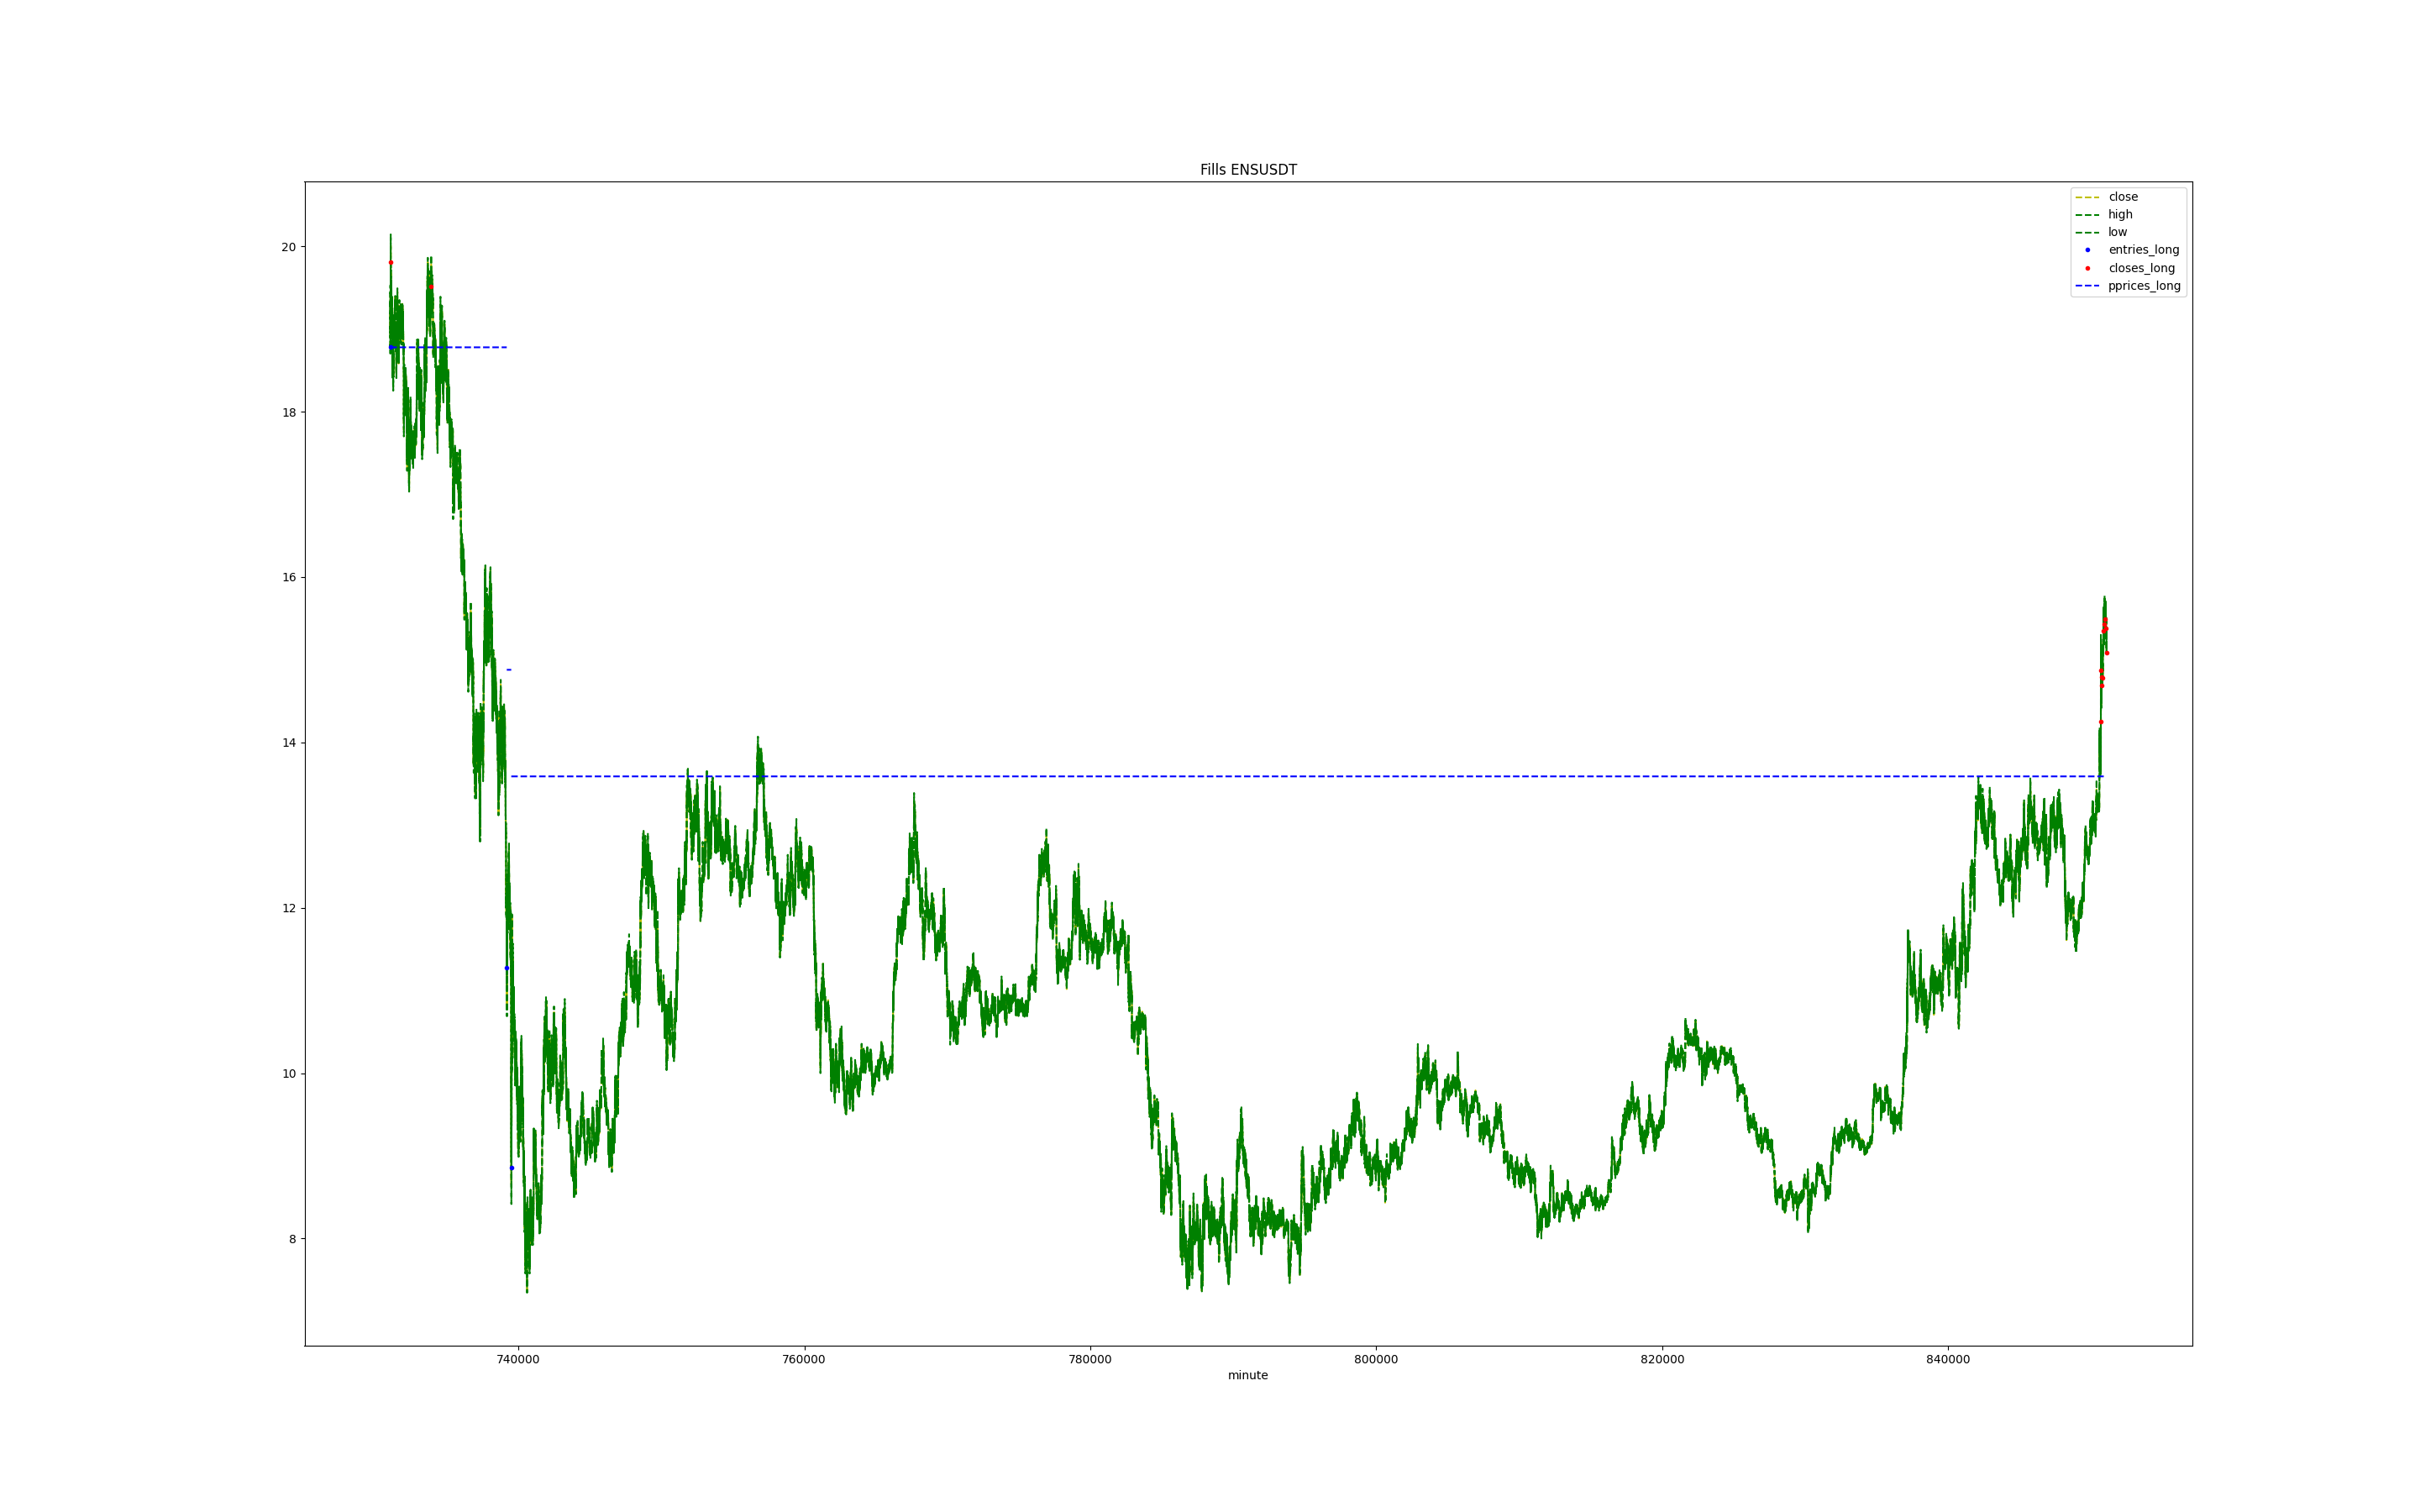 Fills ENSUSDT
close
high
low
entries_long
closes_long
pprices_long
20
18
16
14
12
10
8
740000
760000
780000
800000
820000
840000
minute